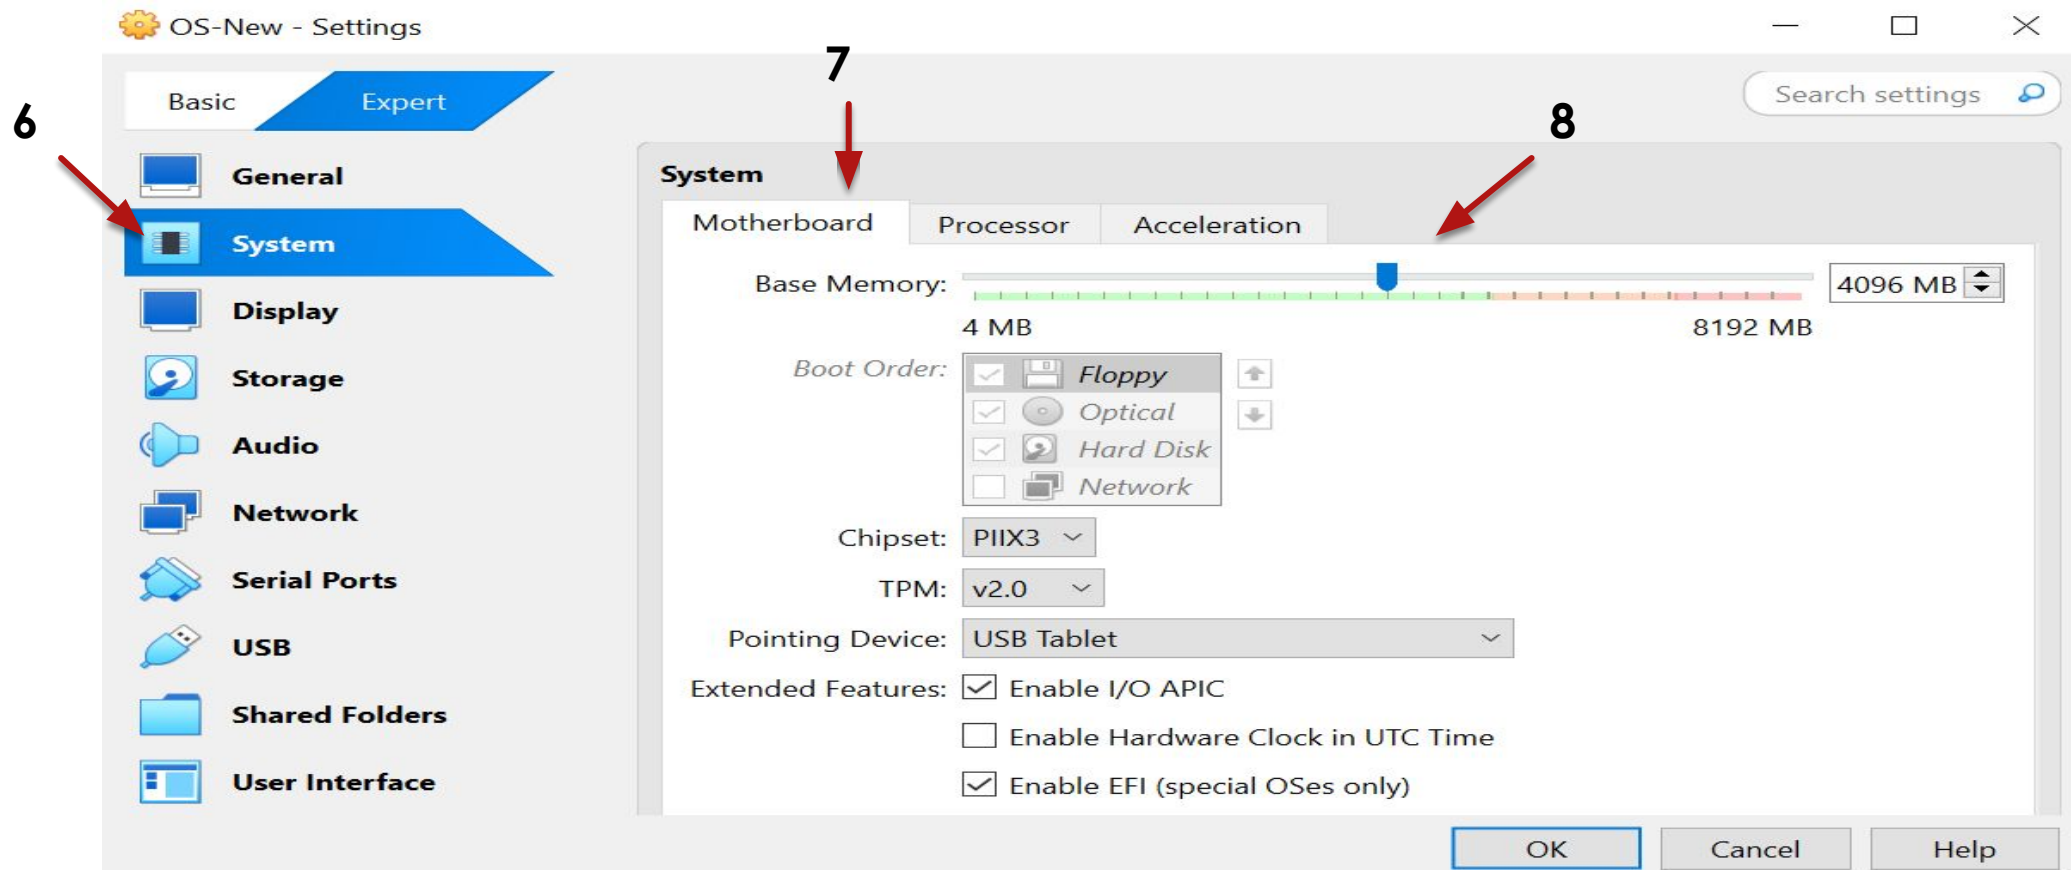 OS-New - Settings
7
Basic
Expert
Search settings
6
8
General
System
Display
Storage
Audio
Network
Serial Ports
USB
Shared Folders
User Interface
System
Motherboard
Processor
Acceleration
Base Memory:
4096 MB
4 MB
8192 MB
Boot Order:
Floppy
Optical
Hard Disk
Network
Chipset: PIIX3
TPM: v2.0
Pointing Device: USB Tablet
Extended Features: Enable I/O APIC
Enable Hardware Clock in UTC Time
Enable EFI (special OSes only)
OK
Cancel
Help